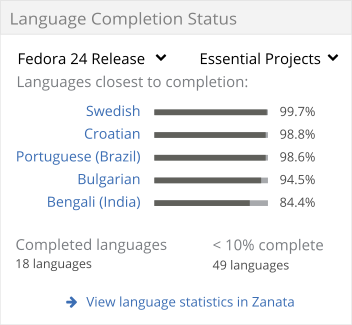 Language Completion Status
Fedora 24 Release Essential Projects
Languages closest to completion:
Swedish 99.7%
Croatian 98.8%
Portuguese (Brazil) 98.6%
Bulgarian 94.5%
Bengali (India) 84.4%
Completed languages < 10% complete
18 languages 49 languages
View language statistics in Zanata